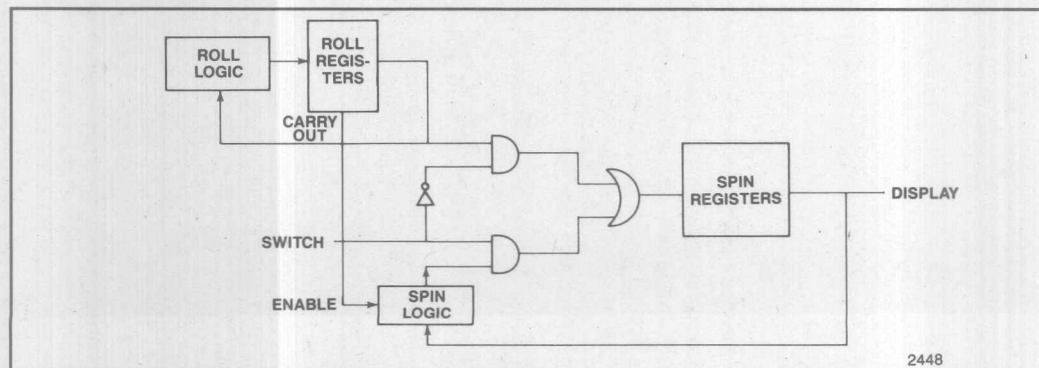 ROLL
LOGIC
ROLL
REGIS-
TERS
CARRY
OUT
SWITCH
ENABLE
SPIN
LOGIC
SPIN
REGISTERS
DISPLAY
2448